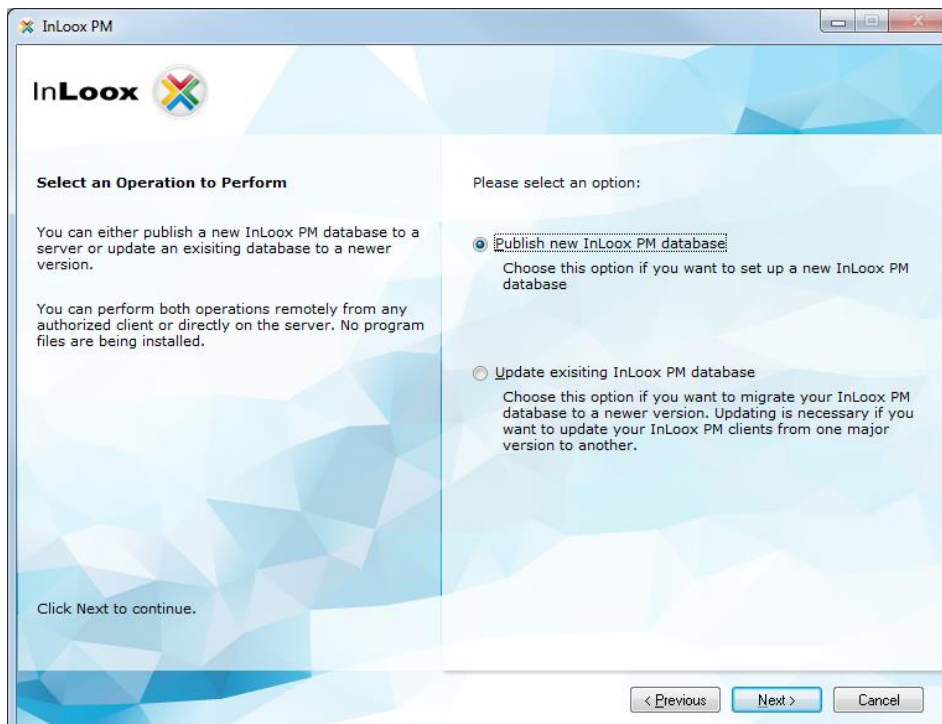 InLoox PM
InLoox
Select an Operation to Perform
You can either publish a new InLoox PM database to a
server or update an exisiting database to a newer
version.
You can perform both operations remotely from any
authorized client or directly on the server. No program
files are being installed.
Click Next to continue.
Please select an option:
Publish new InLoox PM database
Choose this option if you want to set up a new InLoox PM
database
Update exisiting InLoox PM database
Choose this option if you want to migrate your InLoox PM
database to a newer version. Updating is necessary if you
want to update your InLoox PM clients from one major
version to another.
< Previous
Next >
Cancel